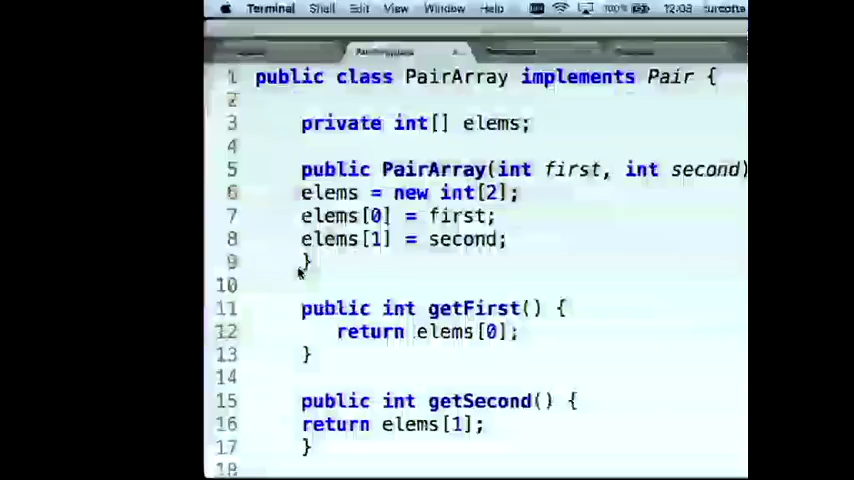 Terminal Shell Edit View Window Help 100% 12:03
1 public class PairArray implements Pair {
2
3 private int[] elems;
4
5 public PairArray(int first, int second)
6 elems = new int[2];
7 elems[0] = first;
8 elems[1] = second;
9 }
10
11 public int getFirst() {
12 return elems[0];
13 }
14
15 public int getSecond() {
16 return elems[1];
17 }
18